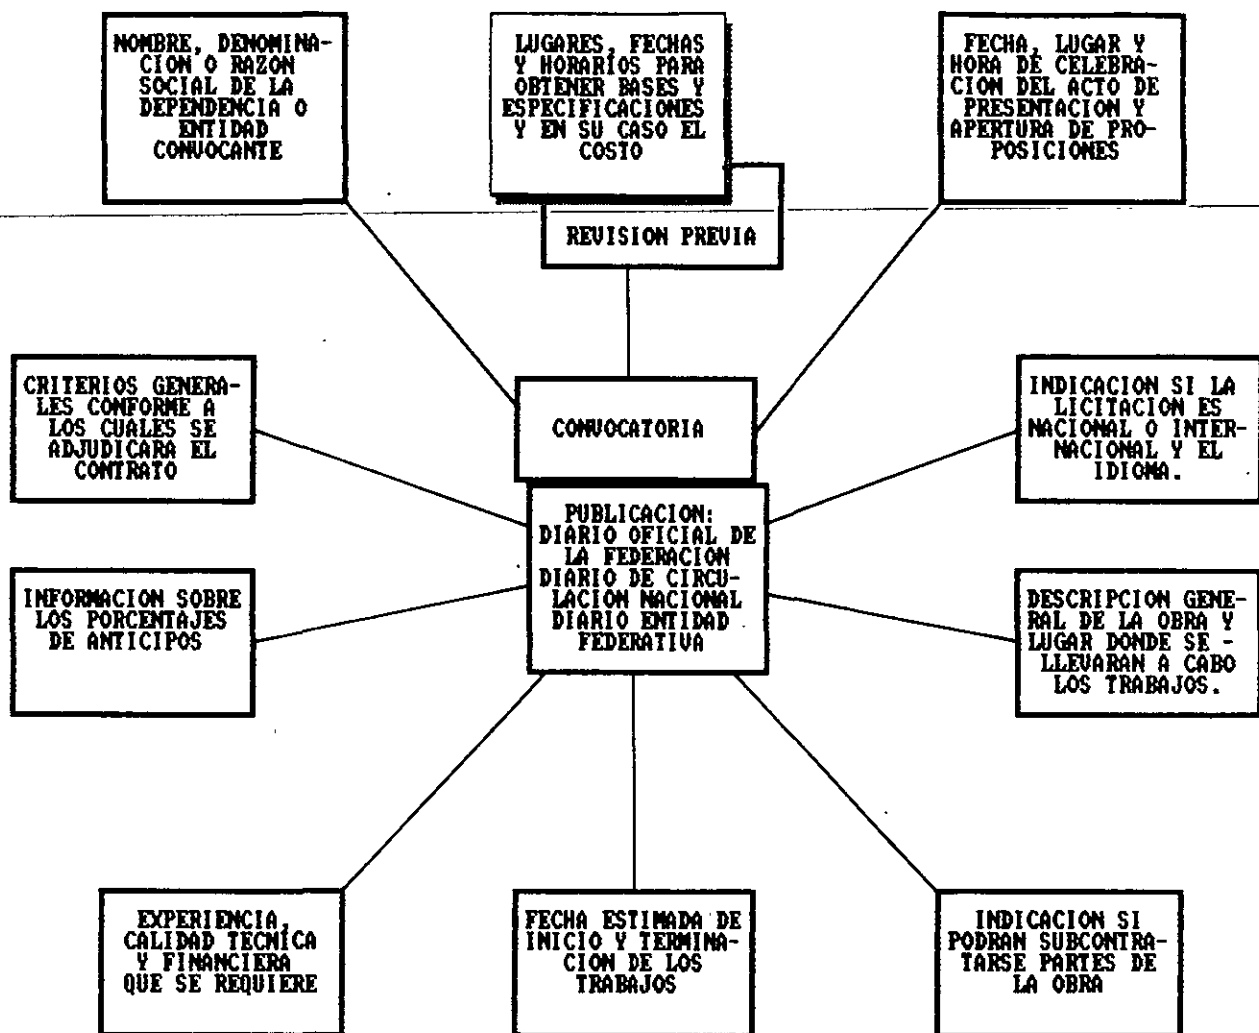 NOMBRE, DENOMINA-
CION O RAZON
SOCIAL DE LA
DEPENDENCIA O
ENTIDAD
CONVOCANTE
LUGARES, FECHAS
Y HORARIOS PARA
OBTENER BASES Y
ESPECIFICACIONES
Y EN SU CASO EL
COSTO
REVISION PREVIA
FECHA, LUGAR Y
HORA DE CELEBRA-
CION DEL ACTO DE
PRESENTACION Y
APERTURA DE PRO-
POSICIONES
CRITERIOS GENERA-
LES CONFORME A
LOS CUALES SE
ADJUDICARA EL
CONTRATO
CONVOCATORIA
INDICACION SI LA
LICITACION ES
NACIONAL O INTER-
NACIONAL Y EL
IDIOMA.
PUBLICACION:
DIARIO OFICIAL DE
LA FEDERACION
DIARIO DE CIRCU-
LACION NACIONAL
DIARIO ENTIDAD
FEDERATIVA
INFORMACION SOBRE
LOS PORCENTAJES
DE ANTICIPOS
DESCRIPCION GENE-
RAL DE LA OBRA Y
LUGAR DONDE SE -
LLEVARAN A CABO
LOS TRABAJOS.
EXPERIENCIA,
CALIDAD TECNICA
Y FINANCIERA
QUE SE REQUIERE
FECHA ESTIMADA DE
INICIO Y TERMINA-
CION DE LOS
TRABAJOS
INDICACION SI
PODRAN SUBCONTRA-
TARSE PARTES DE
LA OBRA